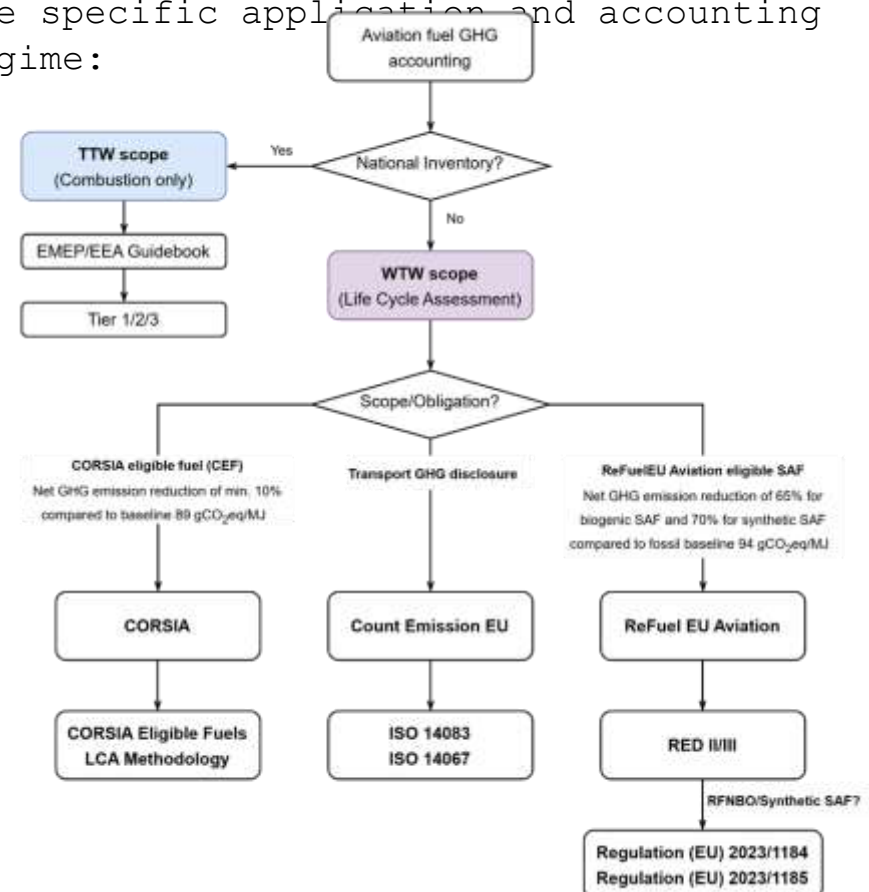 e specific application and accounting
gime:
Aviation fuel GHG
accounting
National Inventory?
Yes
TTW scope
(Combustion only)
EMEP/EEA Guidebook
Tier 1/2/3
No
WTW scope
(Life Cycle Assessment)
Scope/Obligation?
CORSIA eligible fuel (CEF)
Net GHG emission reduction of min. 10%
compared to baseline 89 gCO₂eq/MJ
Transport GHG disclosure
ReFuelEU Aviation eligible SAF
Net GHG emission reduction of 65% for
biogenic SAF and 70% for synthetic SAF
compared to fossil baseline 94 gCO₂eq/MJ
CORSIA
Count Emission EU
ReFuel EU Aviation
CORSIA Eligible Fuels
LCA Methodology
ISO 14083
ISO 14067
RED II/III
RFNBO/Synthetic SAF?
Regulation (EU) 2023/1184
Regulation (EU) 2023/1185